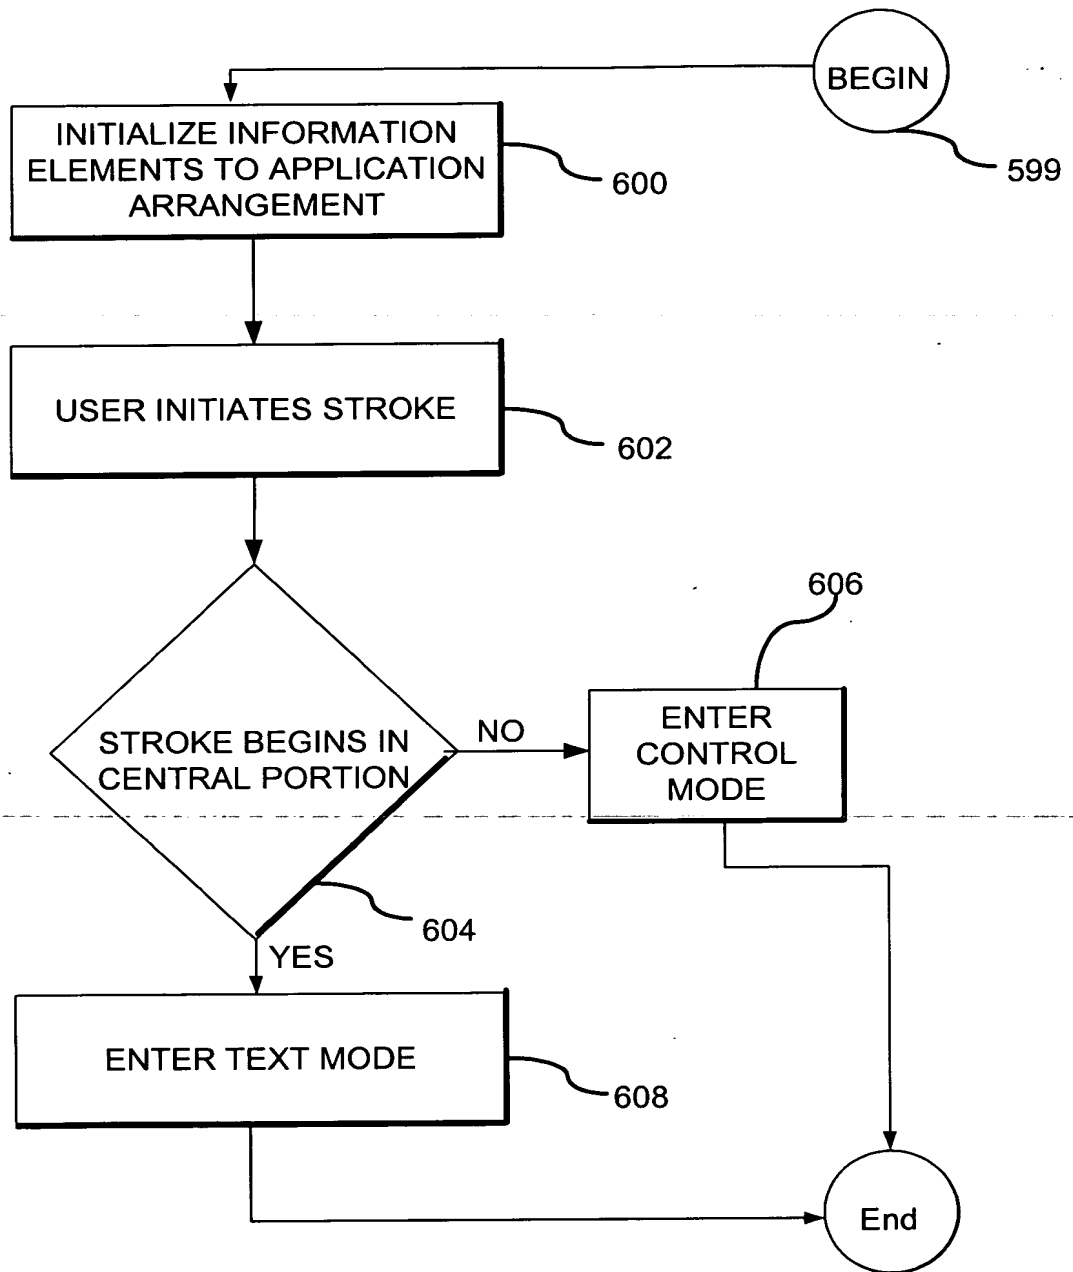 BEGIN
599
INITIALIZE INFORMATION
ELEMENTS TO APPLICATION
ARRANGEMENT
600
USER INITIATES STROKE
602
STROKE BEGINS IN
CENTRAL PORTION
604
NO
606
ENTER
CONTROL
MODE
YES
ENTER TEXT MODE
608
End